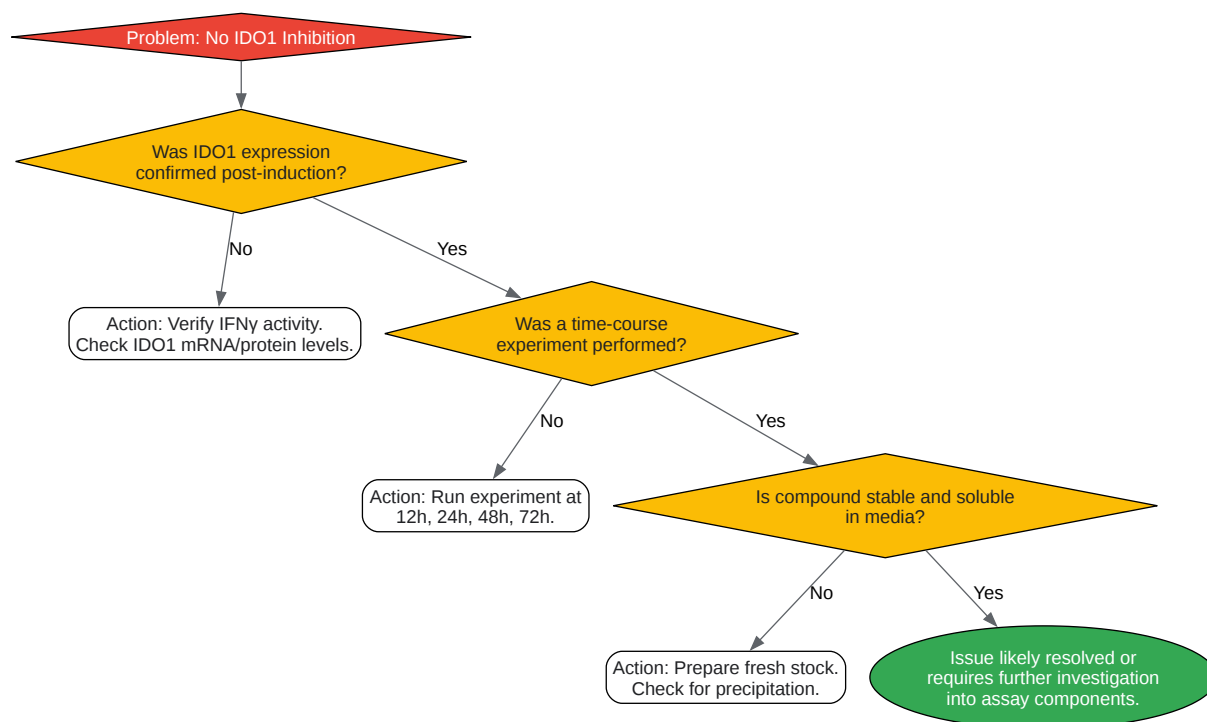 Problem: No IDO1 Inhibition
Was IDO1 expression
confirmed post-induction?
No
Yes
Action: Verify IFNγ activity.
Check IDO1 mRNA/protein levels.
Was a time-course
experiment performed?
No
Yes
Action: Run experiment at
12h, 24h, 48h, 72h.
Is compound stable and soluble
in media?
No
Yes
Action: Prepare fresh stock.
Check for precipitation.
Issue likely resolved or
requires further investigation
into assay components.